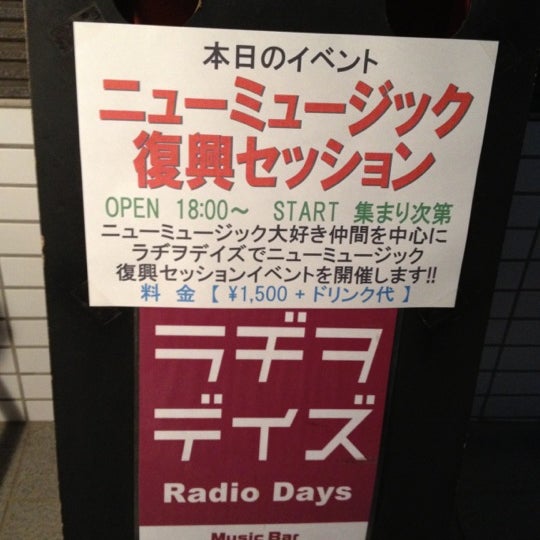 本日のイベント
ニューミュージック
復興セッション
OPEN 18:00〜 START 集まり次第
ニューミュージック大好き仲間を中心に
ラヂヲデイズでニューミュージック
復興セッションイベントを開催します!!
料 金【 ¥1,500 + ドリンク代 】
ラヂヲ
デイズ
Radio Days
Music Bar